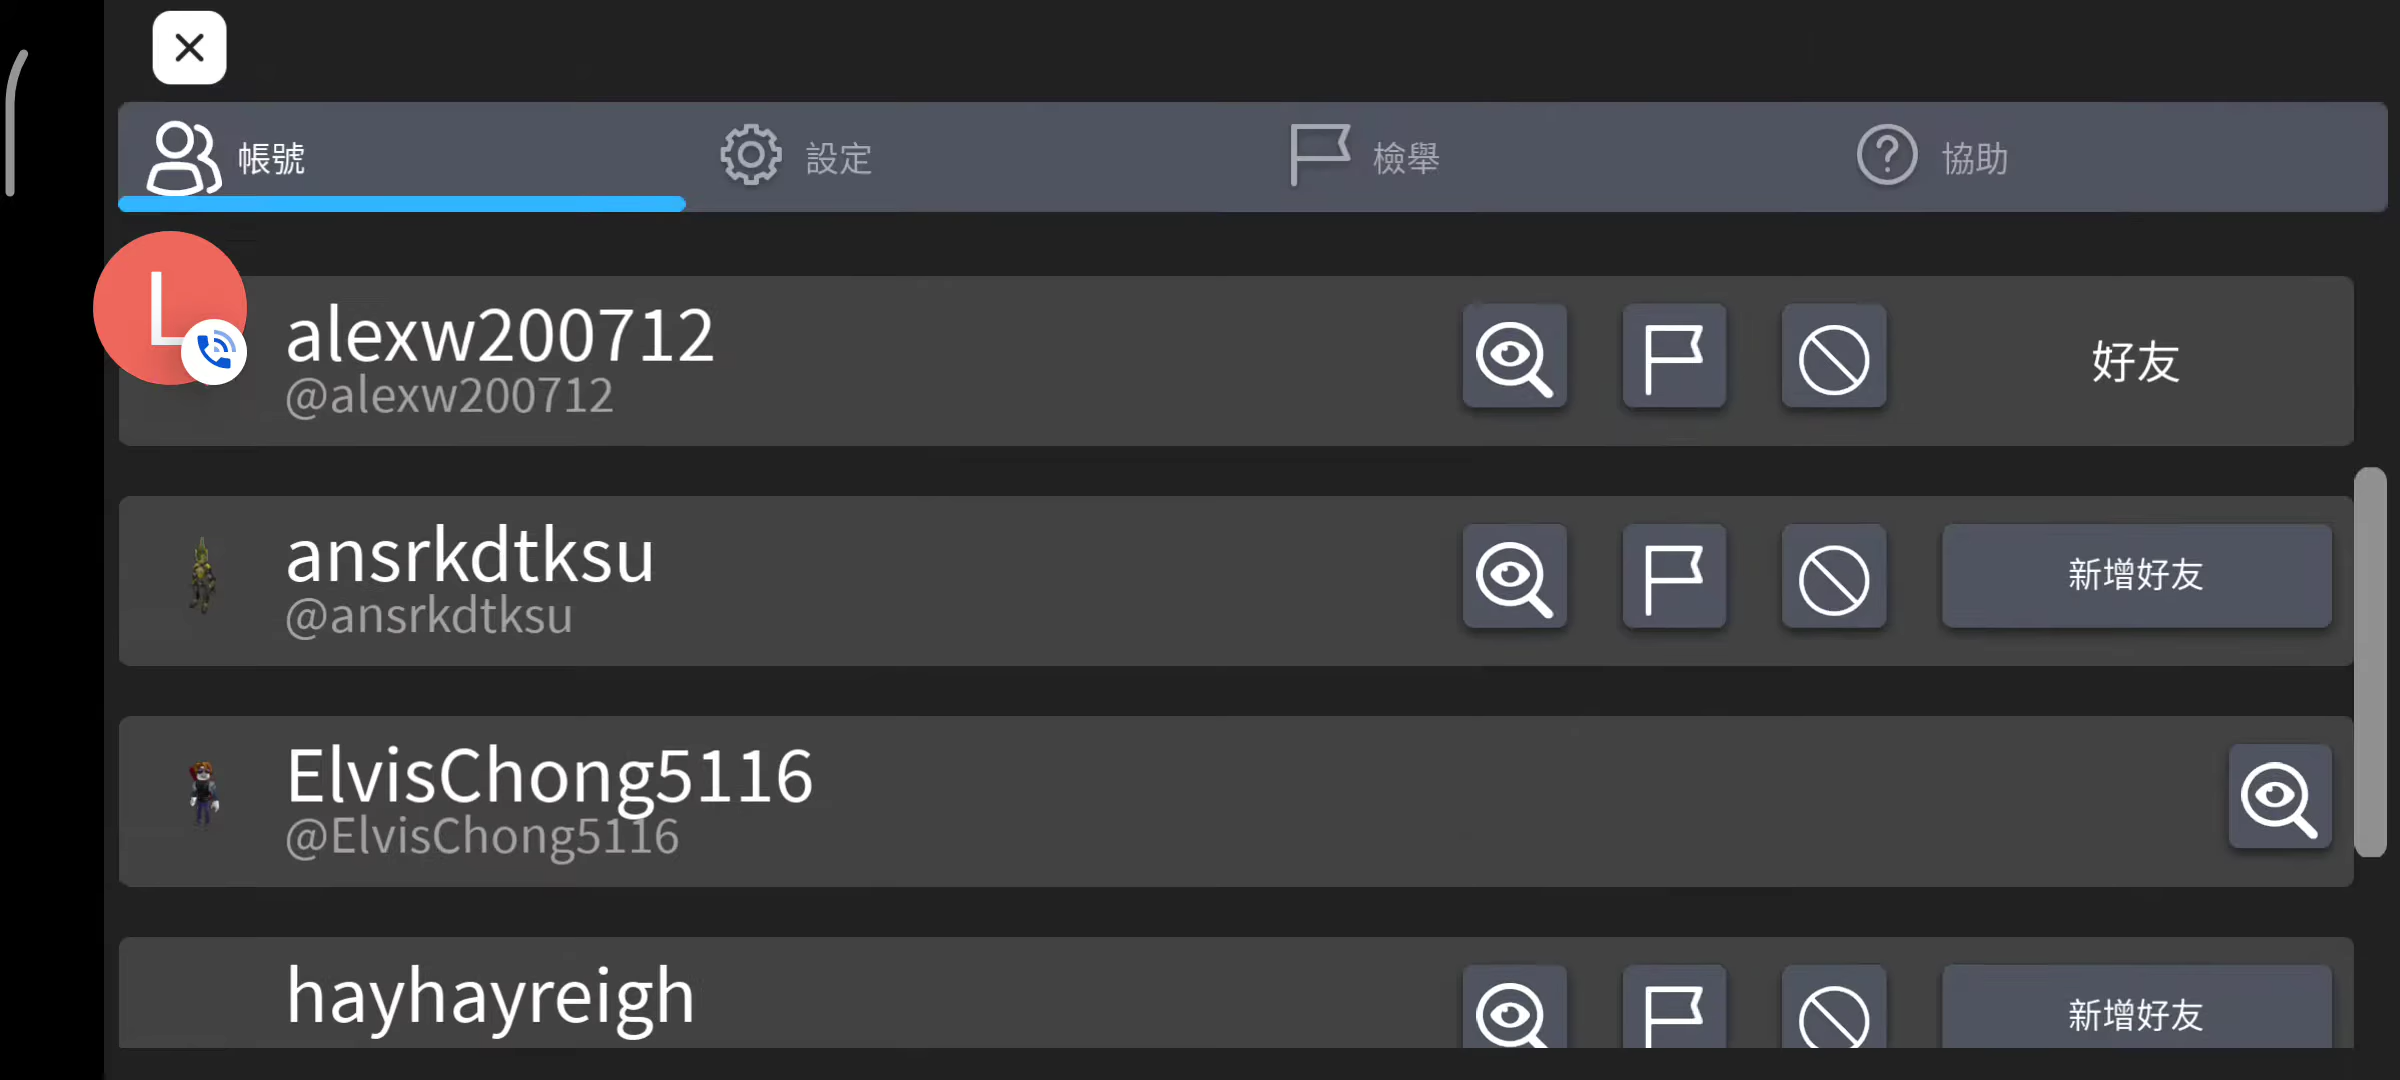 帳號
設定
檢舉
協助
L
alexw200712
@alexw200712
好友
ansrkdtksu
@ansrkdtksu
新增好友
ElvisChong5116
@ElvisChong5116
hayhayreigh
新增好友